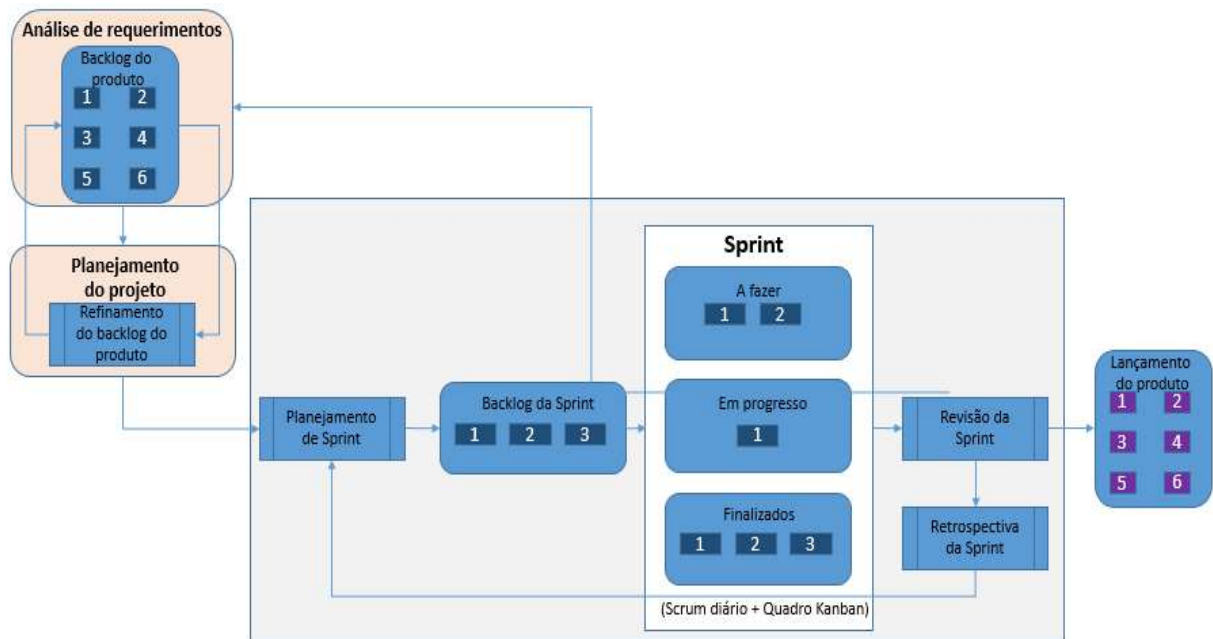 Análise de requerimentos
Backlog do
produto
1 2
3 4
5 6
Planejamento
do projeto
Refinamento
do backlog do
produto
Planejamento
de Sprint
Backlog da Sprint
1 2 3
Sprint
A fazer
1 2
Em progresso
1
Finalizados
1 2 3
(Scrum diário + Quadro Kanban)
Revisão da
Sprint
Retrospectiva
da Sprint
Lançamento
do produto
1 2
3 4
5 6